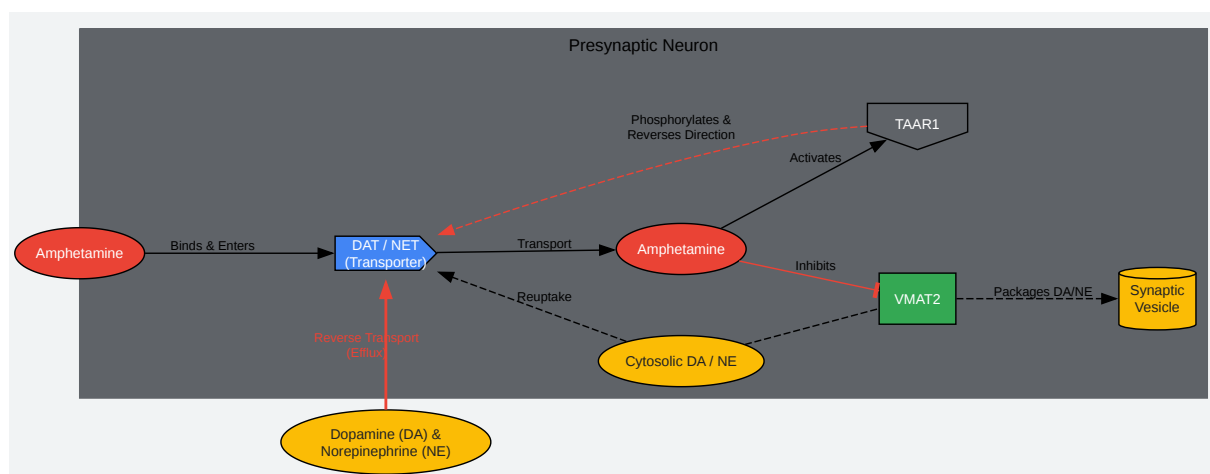 Presynaptic Neuron
Phosphorylates &
Reverses Direction
TAAR1
Activates
Amphetamine
Binds & Enters
DAT / NET
(Transporter)
Transport
Amphetamine
Inhibits
Reuptake
VMAT2
Packages DA/NE
Synaptic
Vesicle
Reverse Transport
(Efflux)
Cytosolic DA / NE
Dopamine (DA) &
Norepinephrine (NE)